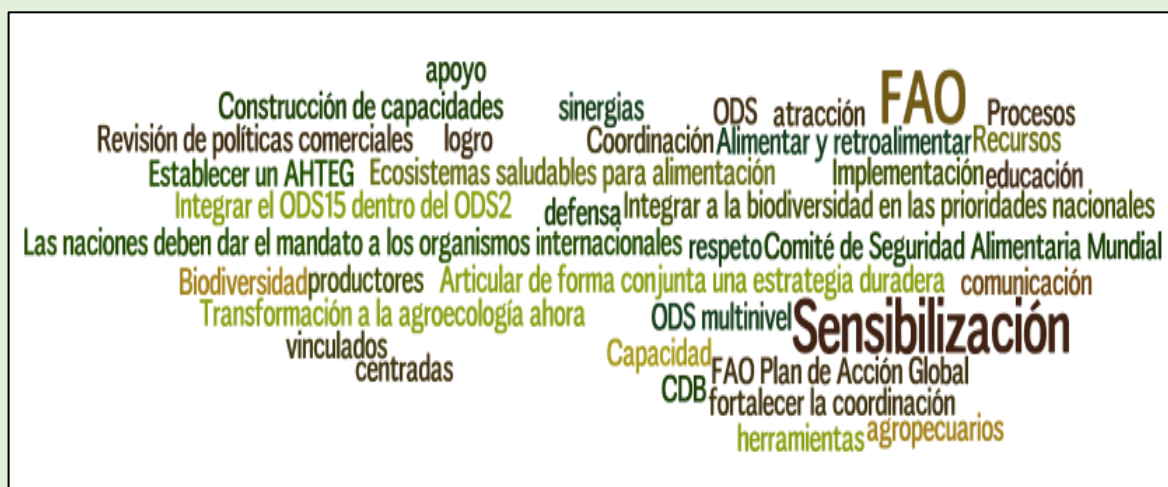 apoyo
Construcción de capacidades sinergias ODS atracción FAO Procesos
Revisión de políticas comerciales logro Coordinación Alimentar y retroalimentar Recursos
Establecer un AHTEG Ecosistemas saludables para alimentación Implementación educación
Integrar el ODS15 dentro del ODS2 defensa Integrar a la biodiversidad en las prioridades nacionales
Las naciones deben dar el mandato a los organismos internacionales respeto Comité de Seguridad Alimentaria Mundial
Biodiversidad productores Articular de forma conjunta una estrategia duradera comunicación
Transformación a la agroecología ahora ODS multinivel Sensibilización
vinculados Capacidad
centradas FAO Plan de Acción Global
CDB fortalecer la coordinación
herramientas agropecuarios